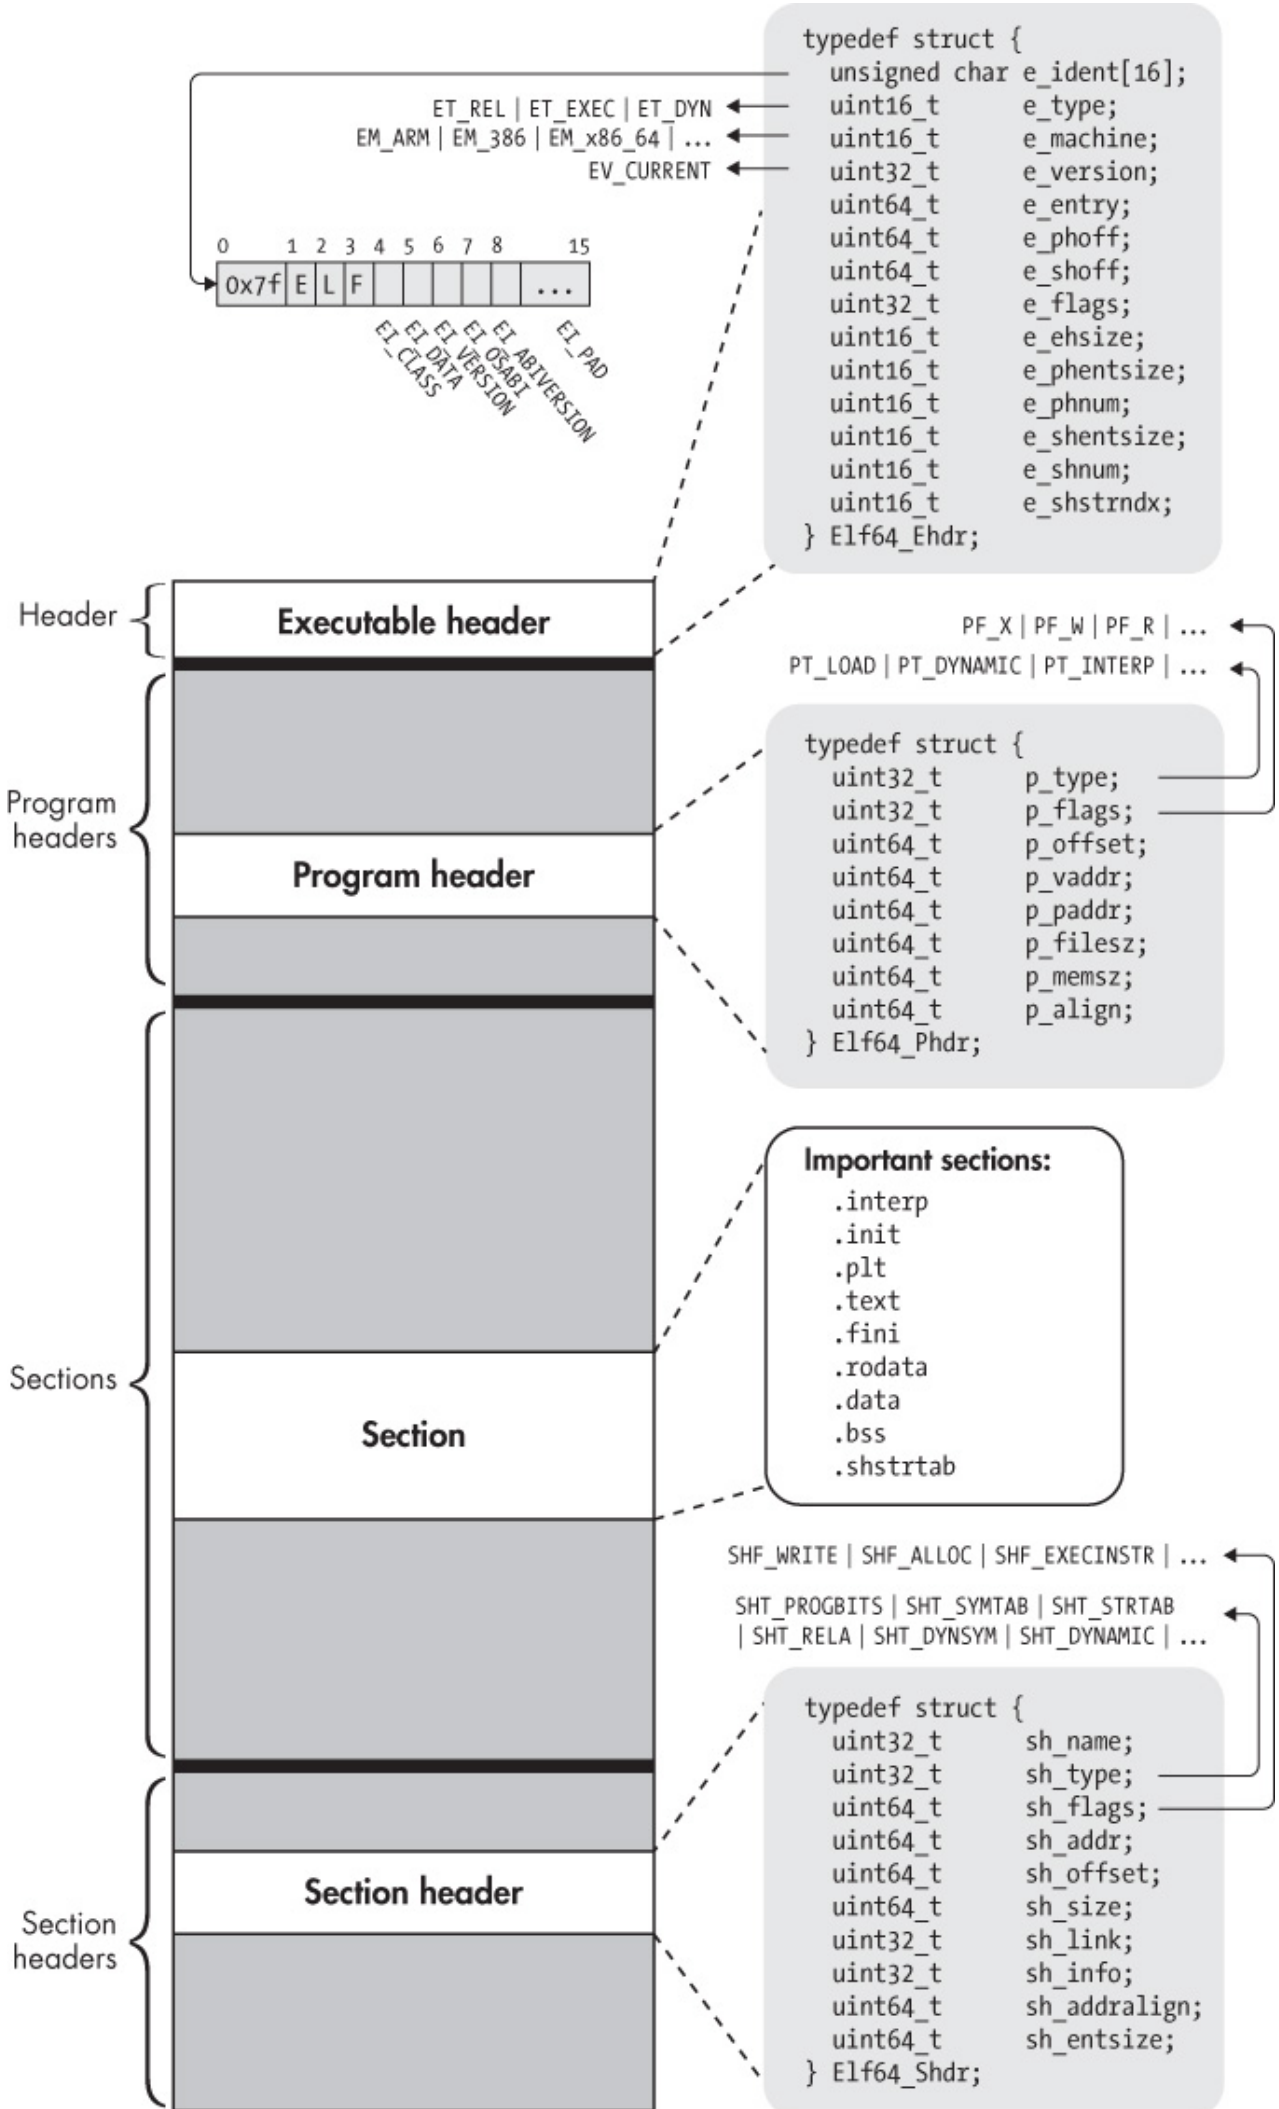 typedef struct {
unsigned char e_ident[16];
uint16_t e_type;
uint16_t e_machine;
uint32_t e_version;
uint64_t e_entry;
uint64_t e_phoff;
uint64_t e_shoff;
uint32_t e_flags;
uint16_t e_ehsize;
uint16_t e_phentsize;
uint16_t e_phnum;
uint16_t e_shentsize;
uint16_t e_shnum;
uint16_t e_shstrndx;
} Elf64_Ehdr;
ET_REL | ET_EXEC | ET_DYN
EM_ARM | EM_386 | EM_x86_64 | ...
EV_CURRENT
0 1 2 3 4 5 6 7 8 15
0x7f E L F ...
EI_CLASS
EI_DATA
EI_VERSION
EI_OSABI
EI_ABIVERSION
EI_PAD
Header
Executable header
PF_X | PF_W | PF_R | ...
PT_LOAD | PT_DYNAMIC | PT_INTERP | ...
Program
headers
Program header
typedef struct {
uint32_t p_type;
uint32_t p_flags;
uint64_t p_offset;
uint64_t p_vaddr;
uint64_t p_paddr;
uint64_t p_filesz;
uint64_t p_memsz;
uint64_t p_align;
} Elf64_Phdr;
Sections
Section
Important sections:
.interp
.init
.plt
.text
.fini
.rodata
.data
.bss
.shstrtab
SHF_WRITE | SHF_ALLOC | SHF_EXECINSTR | ...
SHT_PROGBITS | SHT_SYMTAB | SHT_STRTAB
| SHT_RELA | SHT_DYNSYM | SHT_DYNAMIC | ...
Section
headers
Section header
typedef struct {
uint32_t sh_name;
uint32_t sh_type;
uint64_t sh_flags;
uint64_t sh_addr;
uint64_t sh_offset;
uint64_t sh_size;
uint32_t sh_link;
uint32_t sh_info;
uint64_t sh_addralign;
uint64_t sh_entsize;
} Elf64_Shdr;